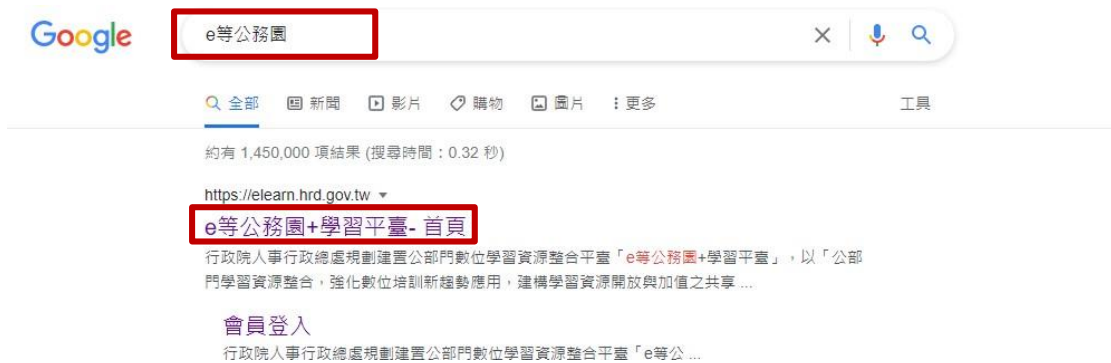 Google
e等公務園
全部 新聞 影片 購物 圖片 更多 工具
約有 1,450,000 項結果 (搜尋時間：0.32 秒)
https://elearn.hrd.gov.tw
e等公務園+學習平臺- 首頁
行政院人事行政總處規劃建置公部門數位學習資源整合平臺「e等公務園+學習平臺」，以「公部
門學習資源整合，強化數位培訓新趨勢應用，建構學習資源開放與加值之共享 ...
會員登入
行政院人事行政總處規劃建置公部門數位學習資源整合平臺「e等公 ...